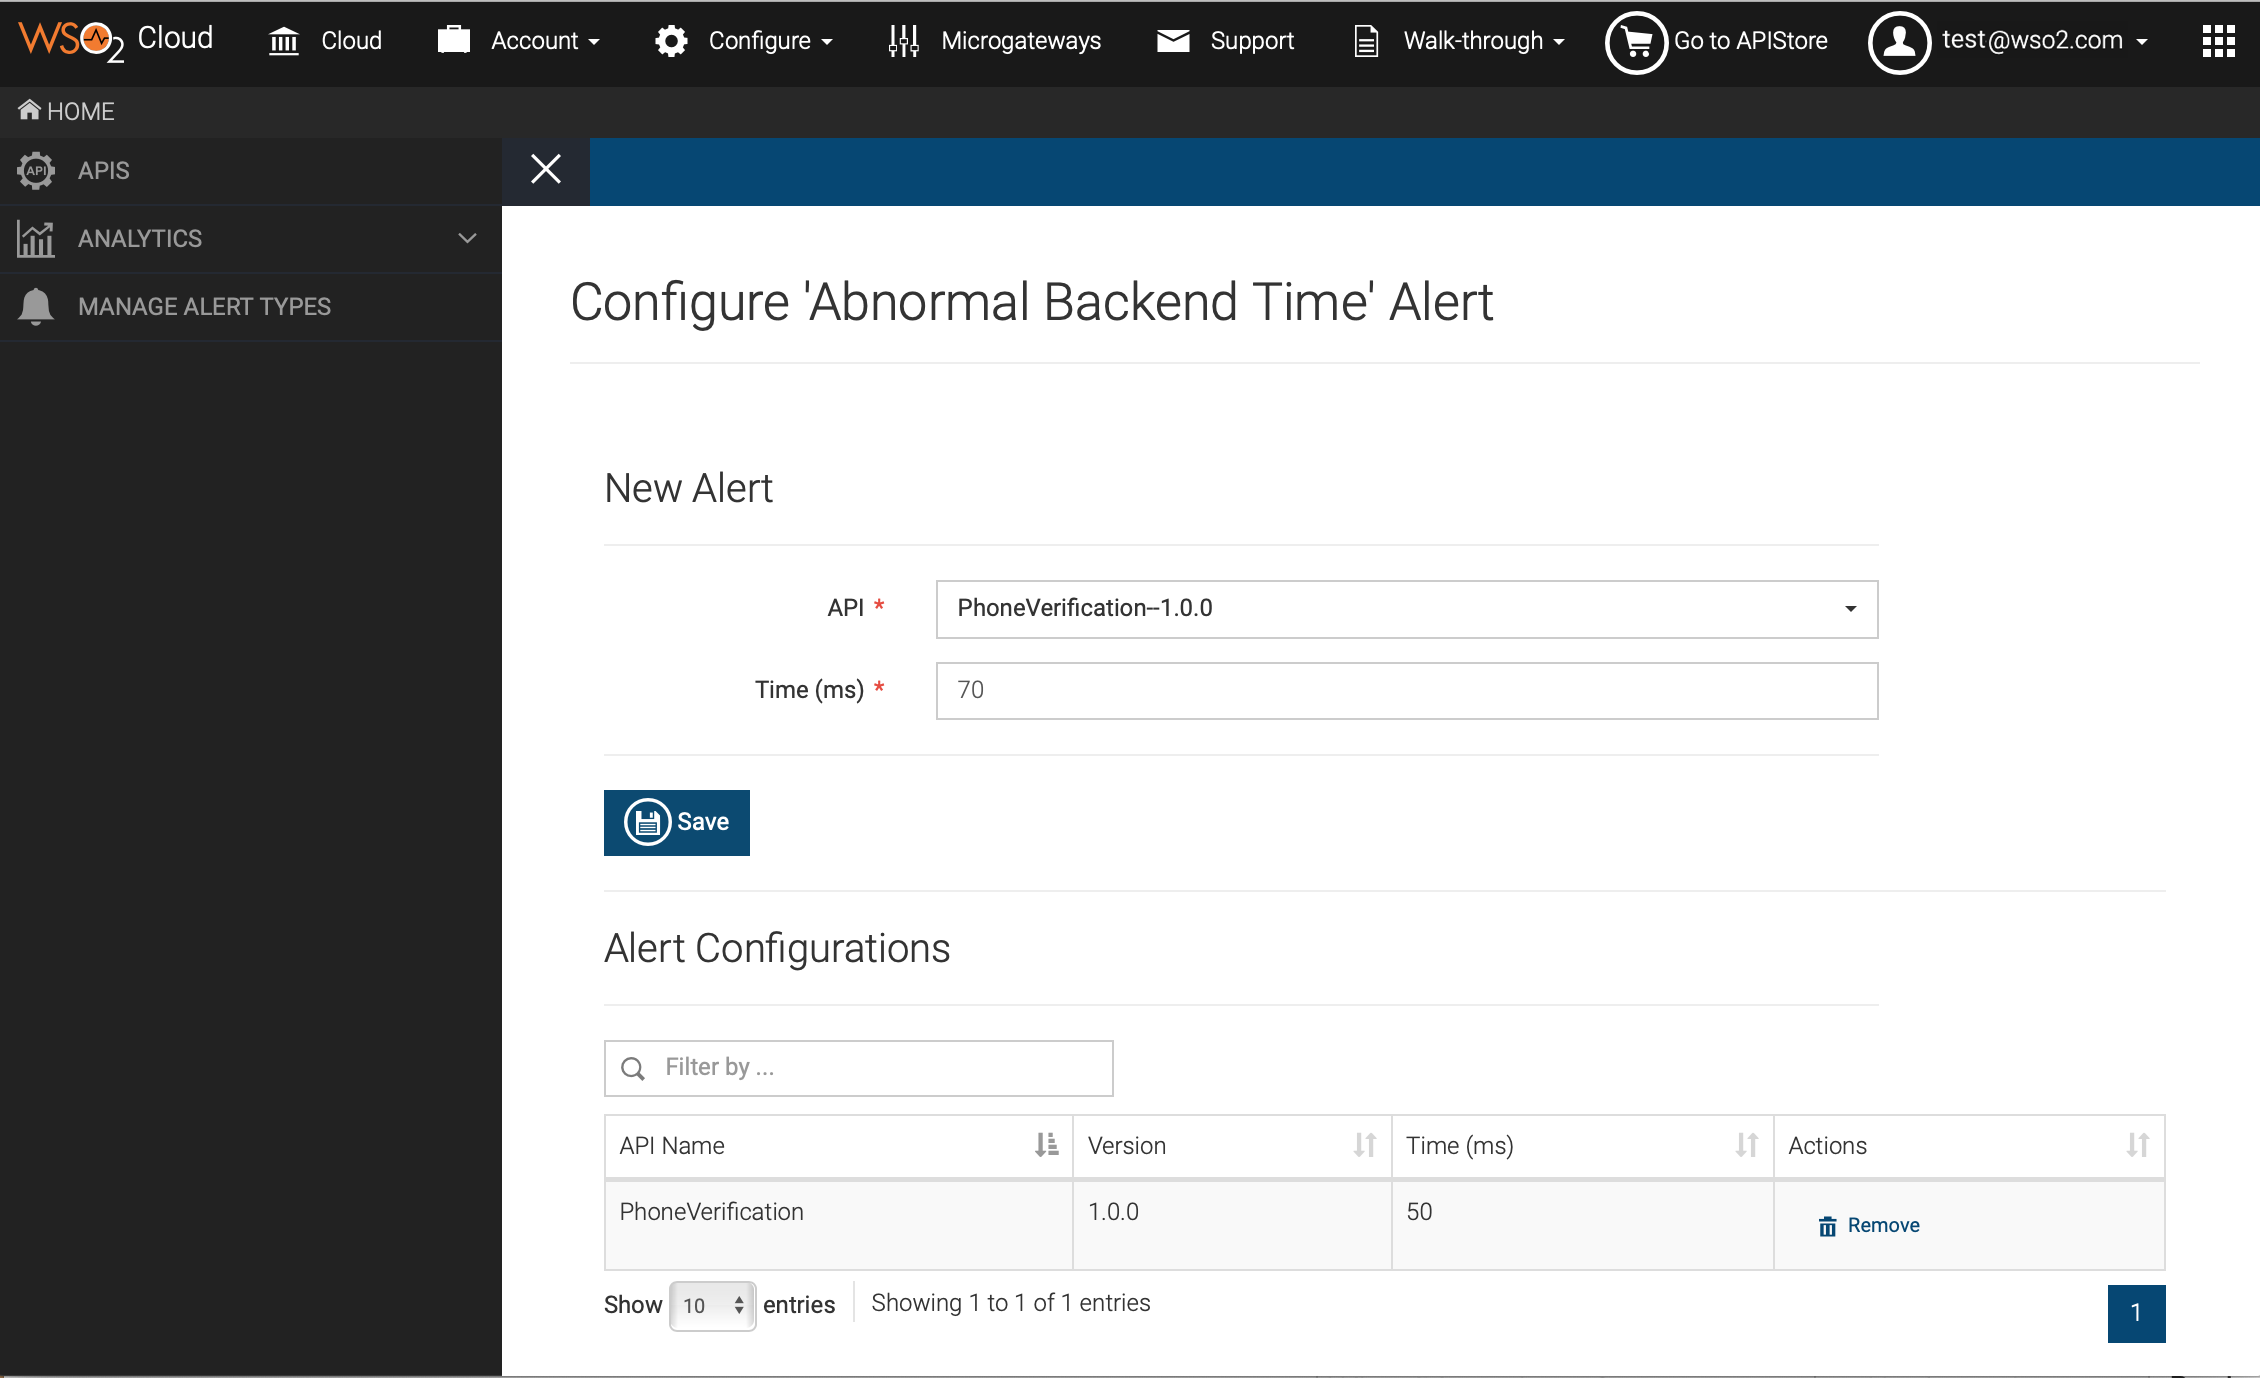 WSO2 Cloud Cloud Account Configure Microgateways Support Walk-through Go to APIStore test@wso2.com
HOME
API APIS
ANALYTICS
MANAGE ALERT TYPES
Configure 'Abnormal Backend Time' Alert
New Alert
API * PhoneVerification--1.0.0
Time (ms) * 70
Save
Alert Configurations
Filter by ...
API Name Version Time (ms) Actions
PhoneVerification 1.0.0 50 Remove
Show 10 entries Showing 1 to 1 of 1 entries
1